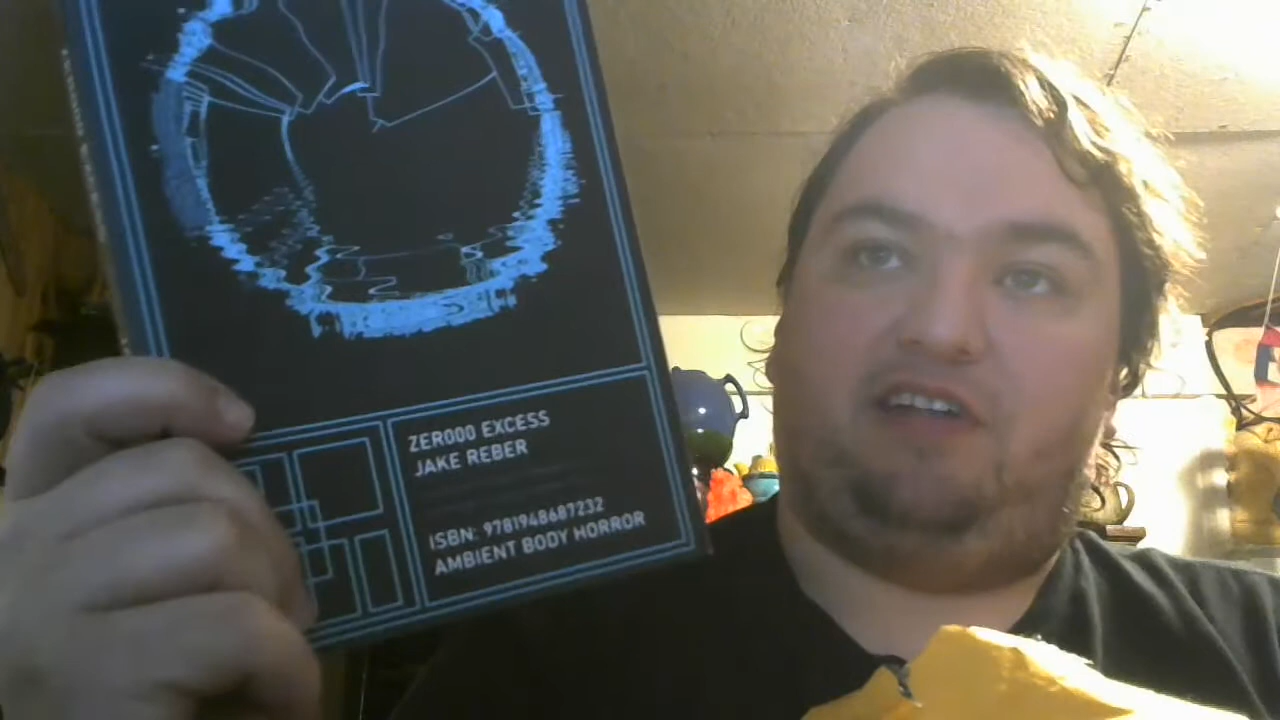 ZER000 EXCESS
JAKE REBER
ISBN: 9781948687232
AMBIENT BODY HORROR